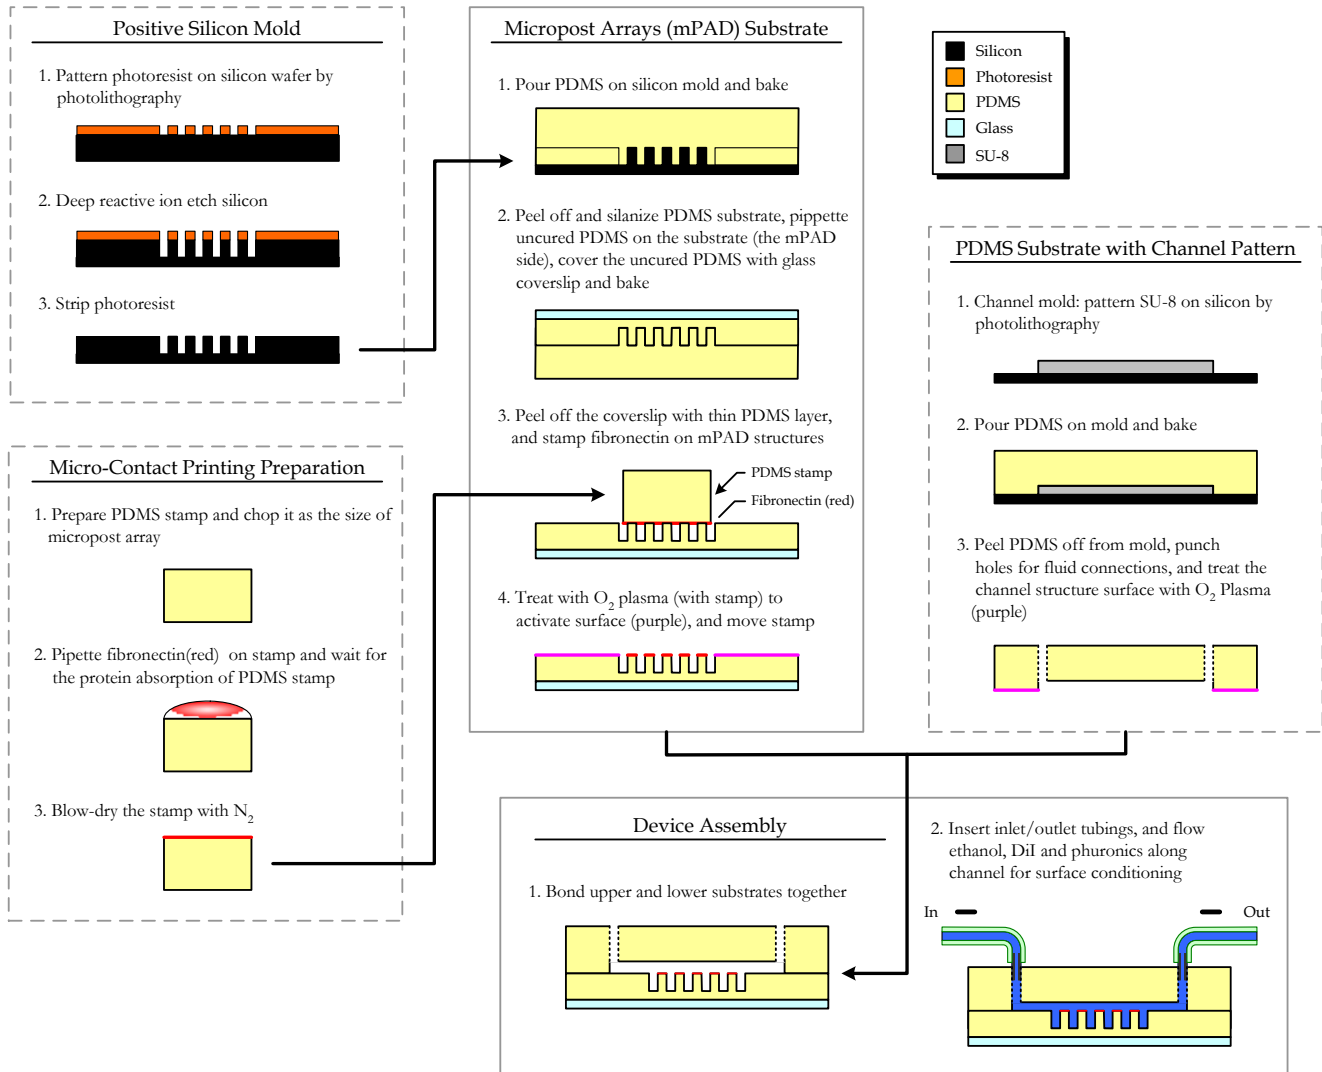 Positive Silicon Mold
1. Pattern photoresist on silicon wafer by
photolithography
2. Deep reactive ion etch silicon
3. Strip photoresist
Micro-Contact Printing Preparation
1. Prepare PDMS stamp and chop it as the size of
micropost array
2. Pipette fibronectin(red) on stamp and wait for
the protein absorption of PDMS stamp
3. Blow-dry the stamp with N2
Micropost Arrays (mPAD) Substrate
1. Pour PDMS on silicon mold and bake
2. Peel off and silanize PDMS substrate, pippette
uncured PDMS on the substrate (the mPAD
side), cover the uncured PDMS with glass
coverslip and bake
3. Peel off the coverslip with thin PDMS layer,
and stamp fibronectin on mPAD structures
PDMS stamp
Fibronectin (red)
4. Treat with O2 plasma (with stamp) to
activate surface (purple), and move stamp
Silicon
Photoresist
PDMS
Glass
SU-8
PDMS Substrate with Channel Pattern
1. Channel mold: pattern SU-8 on silicon by
photolithography
2. Pour PDMS on mold and bake
3. Peel PDMS off from mold, punch
holes for fluid connections, and treat the
channel structure surface with O2 Plasma
(purple)
Device Assembly
1. Bond upper and lower substrates together
2. Insert inlet/outlet tubings, and flow
ethanol, DiI and phuronics along
channel for surface conditioning
In
Out